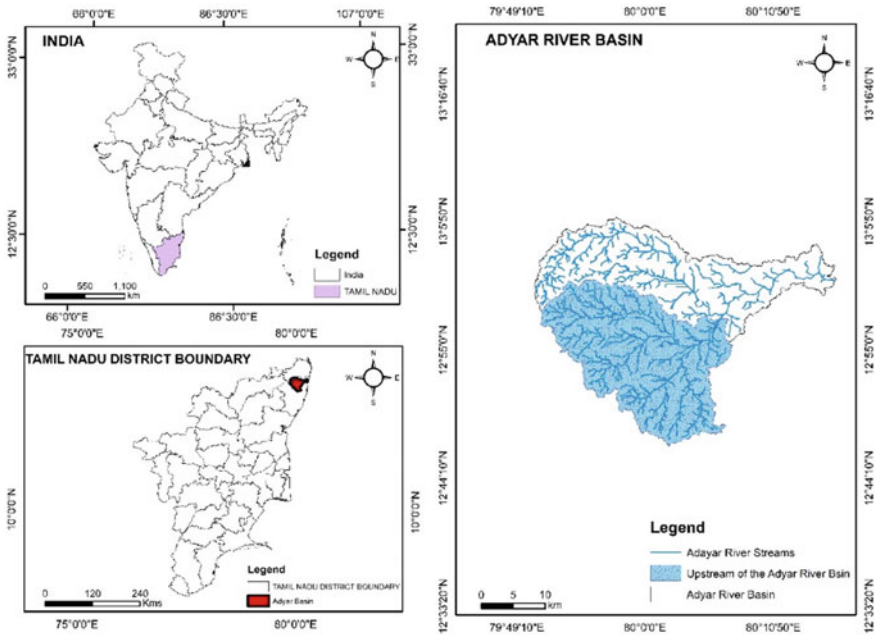 66°0'0"E 86°30'0"E 107°0'0"E
INDIA
N
W E
S
33°0'0"N
33°0'0"N
12°30'0"N
12°30'0"N
Legend
India
TAMIL NADU
0 550 1,100
km
66°0'0"E 86°30'0"E
75°0'0"E 80°0'0"E
TAMIL NADU DISTRICT BOUNDARY
N
W E
S
10°0'0"N
10°0'0"N
Legend
TAMIL NADU DISTRICT BOUNDARY
Adyar Basin
0 120 240
Kms
75°0'0"E 80°0'0"E
79°49'10"E 80°0'0"E 80°10'50"E
ADYAR RIVER BASIN
N
W E
S
13°16'40"N
13°16'40"N
13°5'50"N
13°5'50"N
12°55'0"N
12°55'0"N
12°44'10"N
12°44'10"N
12°33'20"N
12°33'20"N
Legend
Adayar River Streams
Upstream of the Adyar River Bsin
Adyar River Basin
0 5 10
km
79°49'10"E 80°0'0"E 80°10'50"E